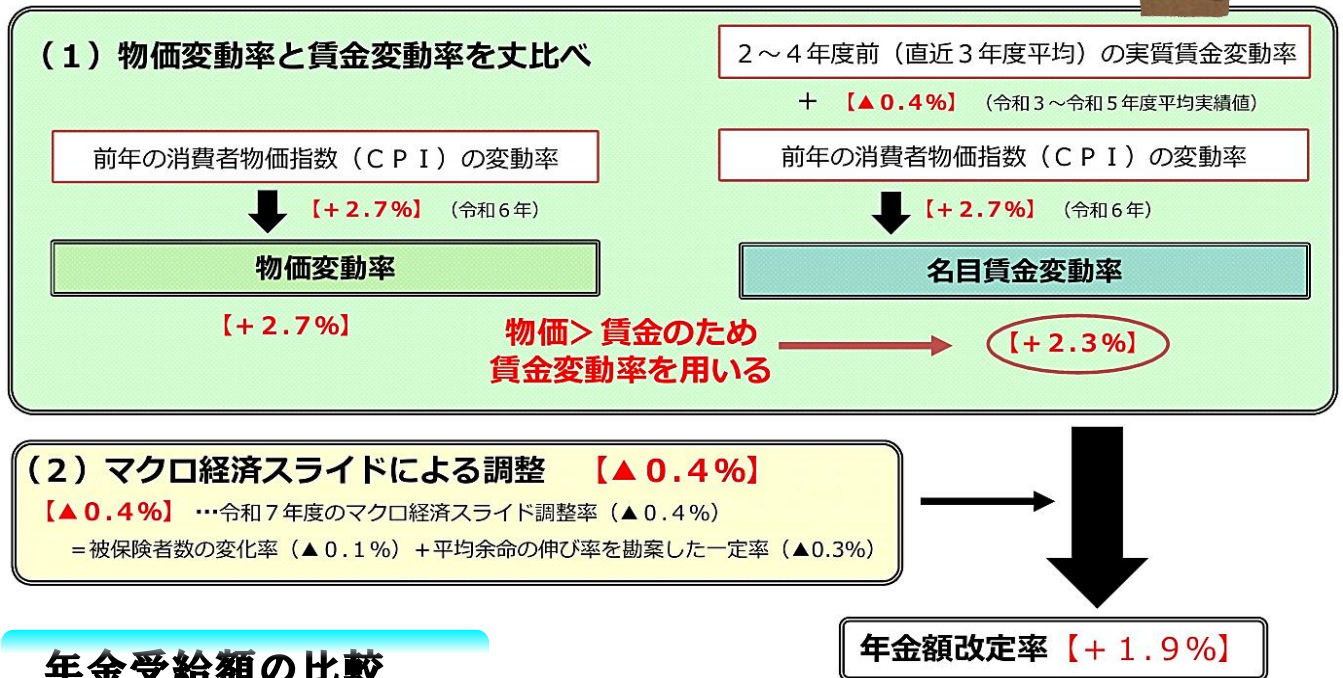 （１）物価変動率と賃金変動率を丈比べ
２～４年度前（直近３年度平均）の実質賃金変動率
＋ 【▲０.４%】 （令和３～令和５年度平均実績値）
前年の消費者物価指数（ＣＰＩ）の変動率
前年の消費者物価指数（ＣＰＩ）の変動率
【＋２.７%】 （令和６年）
【＋２.７%】 （令和６年）
物価変動率
名目賃金変動率
【＋２.７%】
物価＞賃金のため
賃金変動率を用いる
【＋２.３%】
（２）マクロ経済スライドによる調整 【▲０.４%】
【▲０.４%】 …令和７年度のマクロ経済スライド調整率（▲０.４%）
＝被保険者数の変化率（▲０.１%）＋平均余命の伸び率を勘案した一定率（▲0.3%）
年金額改定率【＋１.９%】
年金受給額の比較